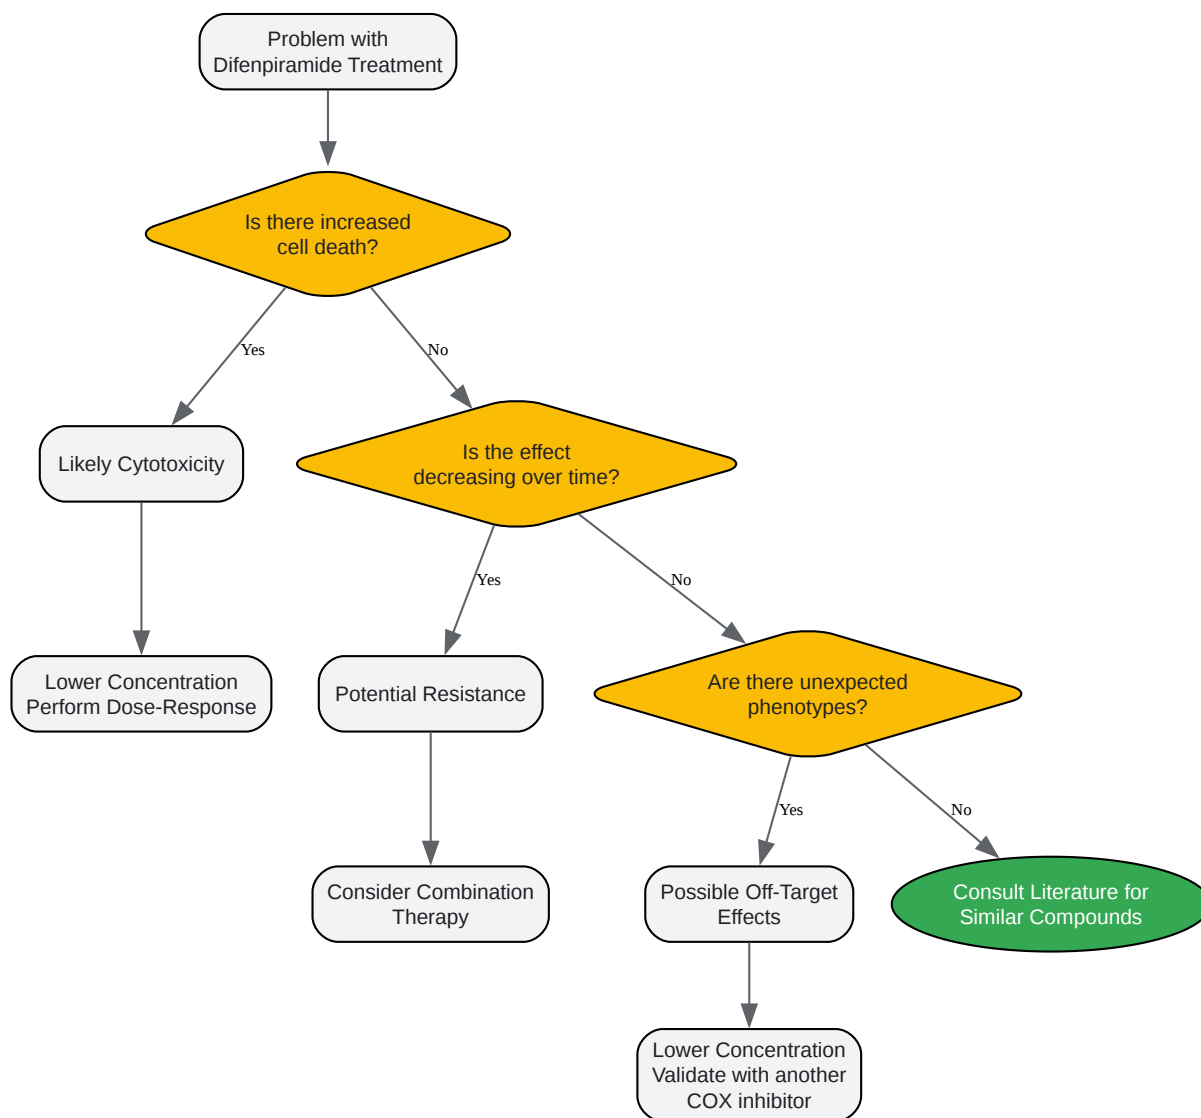 Problem with
Difenpiramide Treatment
Is there increased
cell death?
Yes
No
Likely Cytotoxicity
Is the effect
decreasing over time?
Yes
No
Lower Concentration
Perform Dose-Response
Potential Resistance
Are there unexpected
phenotypes?
Yes
No
Consider Combination
Therapy
Possible Off-Target
Effects
Consult Literature for
Similar Compounds
Lower Concentration
Validate with another
COX inhibitor